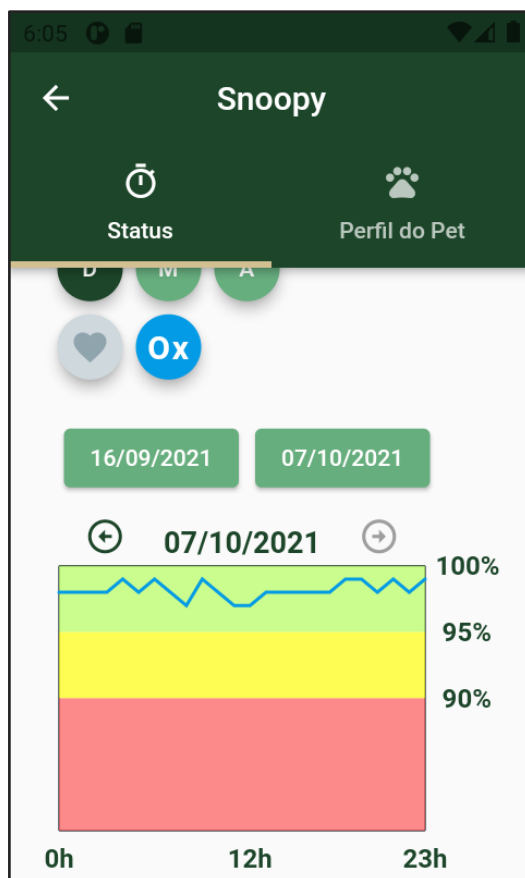 6:05
Snoopy
Status Perfil do Pet
D M A
Ox
16/09/2021 07/10/2021
07/10/2021
100%
95%
90%
0h 12h 23h